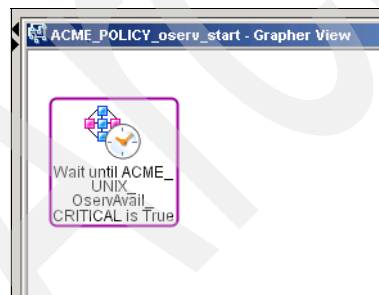 ACME_POLICY_oserv_start - Grapher View
Wait until ACME_
UNIX_
OservAvail_
CRITICAL is True